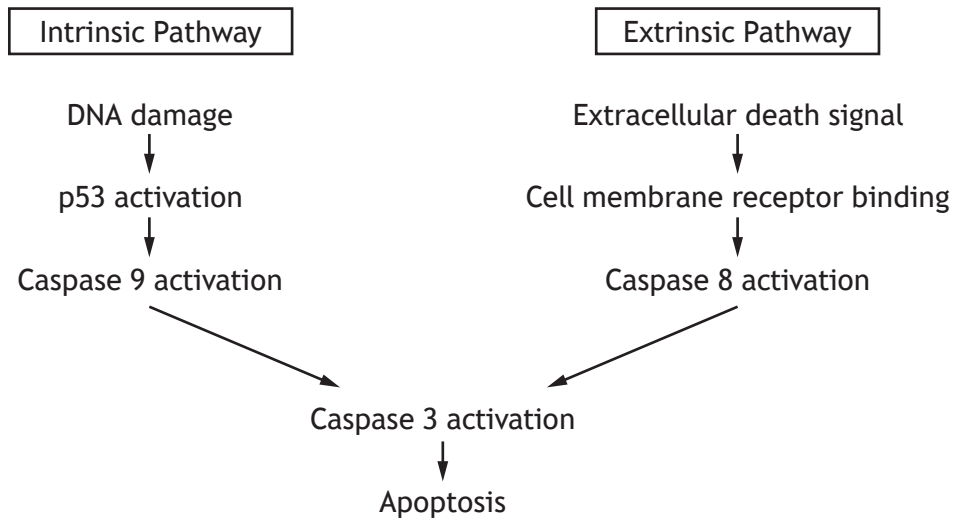 Intrinsic Pathway
Extrinsic Pathway
DNA damage
Extracellular death signal
p53 activation
Cell membrane receptor binding
Caspase 9 activation
Caspase 8 activation
Caspase 3 activation
Apoptosis